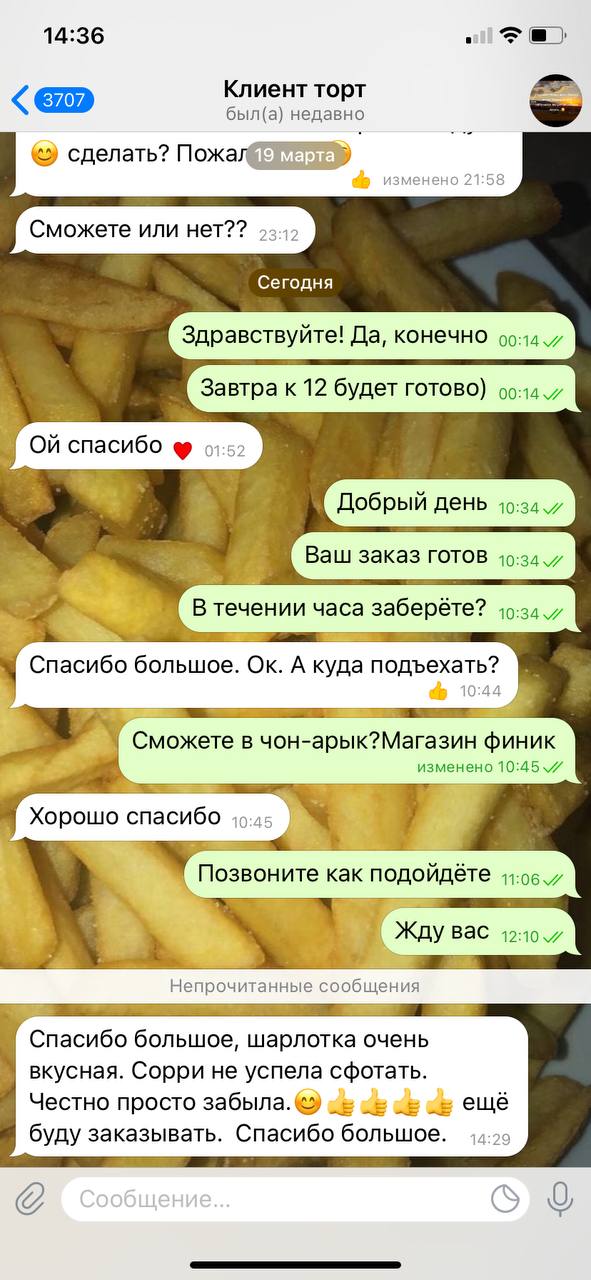 14:36
3707
Клиент торт
был(а) недавно
😊 сделать?
19 марта
👍 изменено 21:58
Сможете или нет?? 23:12
Сегодня
Здравствуйте! Да, конечно 00:14
Завтра к 12 будет готово) 00:14
Ой спасибо ♥ 01:52
Добрый день 10:34
Ваш заказ готов 10:34
В течении часа заберёте? 10:34
Спасибо большое. Ок. А куда подъехать?
👍 10:44
Сможете в чон-арык?Магазин финик
изменено 10:45
Хорошо спасибо 10:45
Позвоните как подойдёте 11:06
Жду вас 12:10
Непрочитанные сообщения
Спасибо большое, шарлотка очень
вкусная. Сорри не успела сфотать.
Честно просто забыла.😊👍👍👍👍 ещё
буду заказывать. Спасибо большое. 14:29
Сообщение...